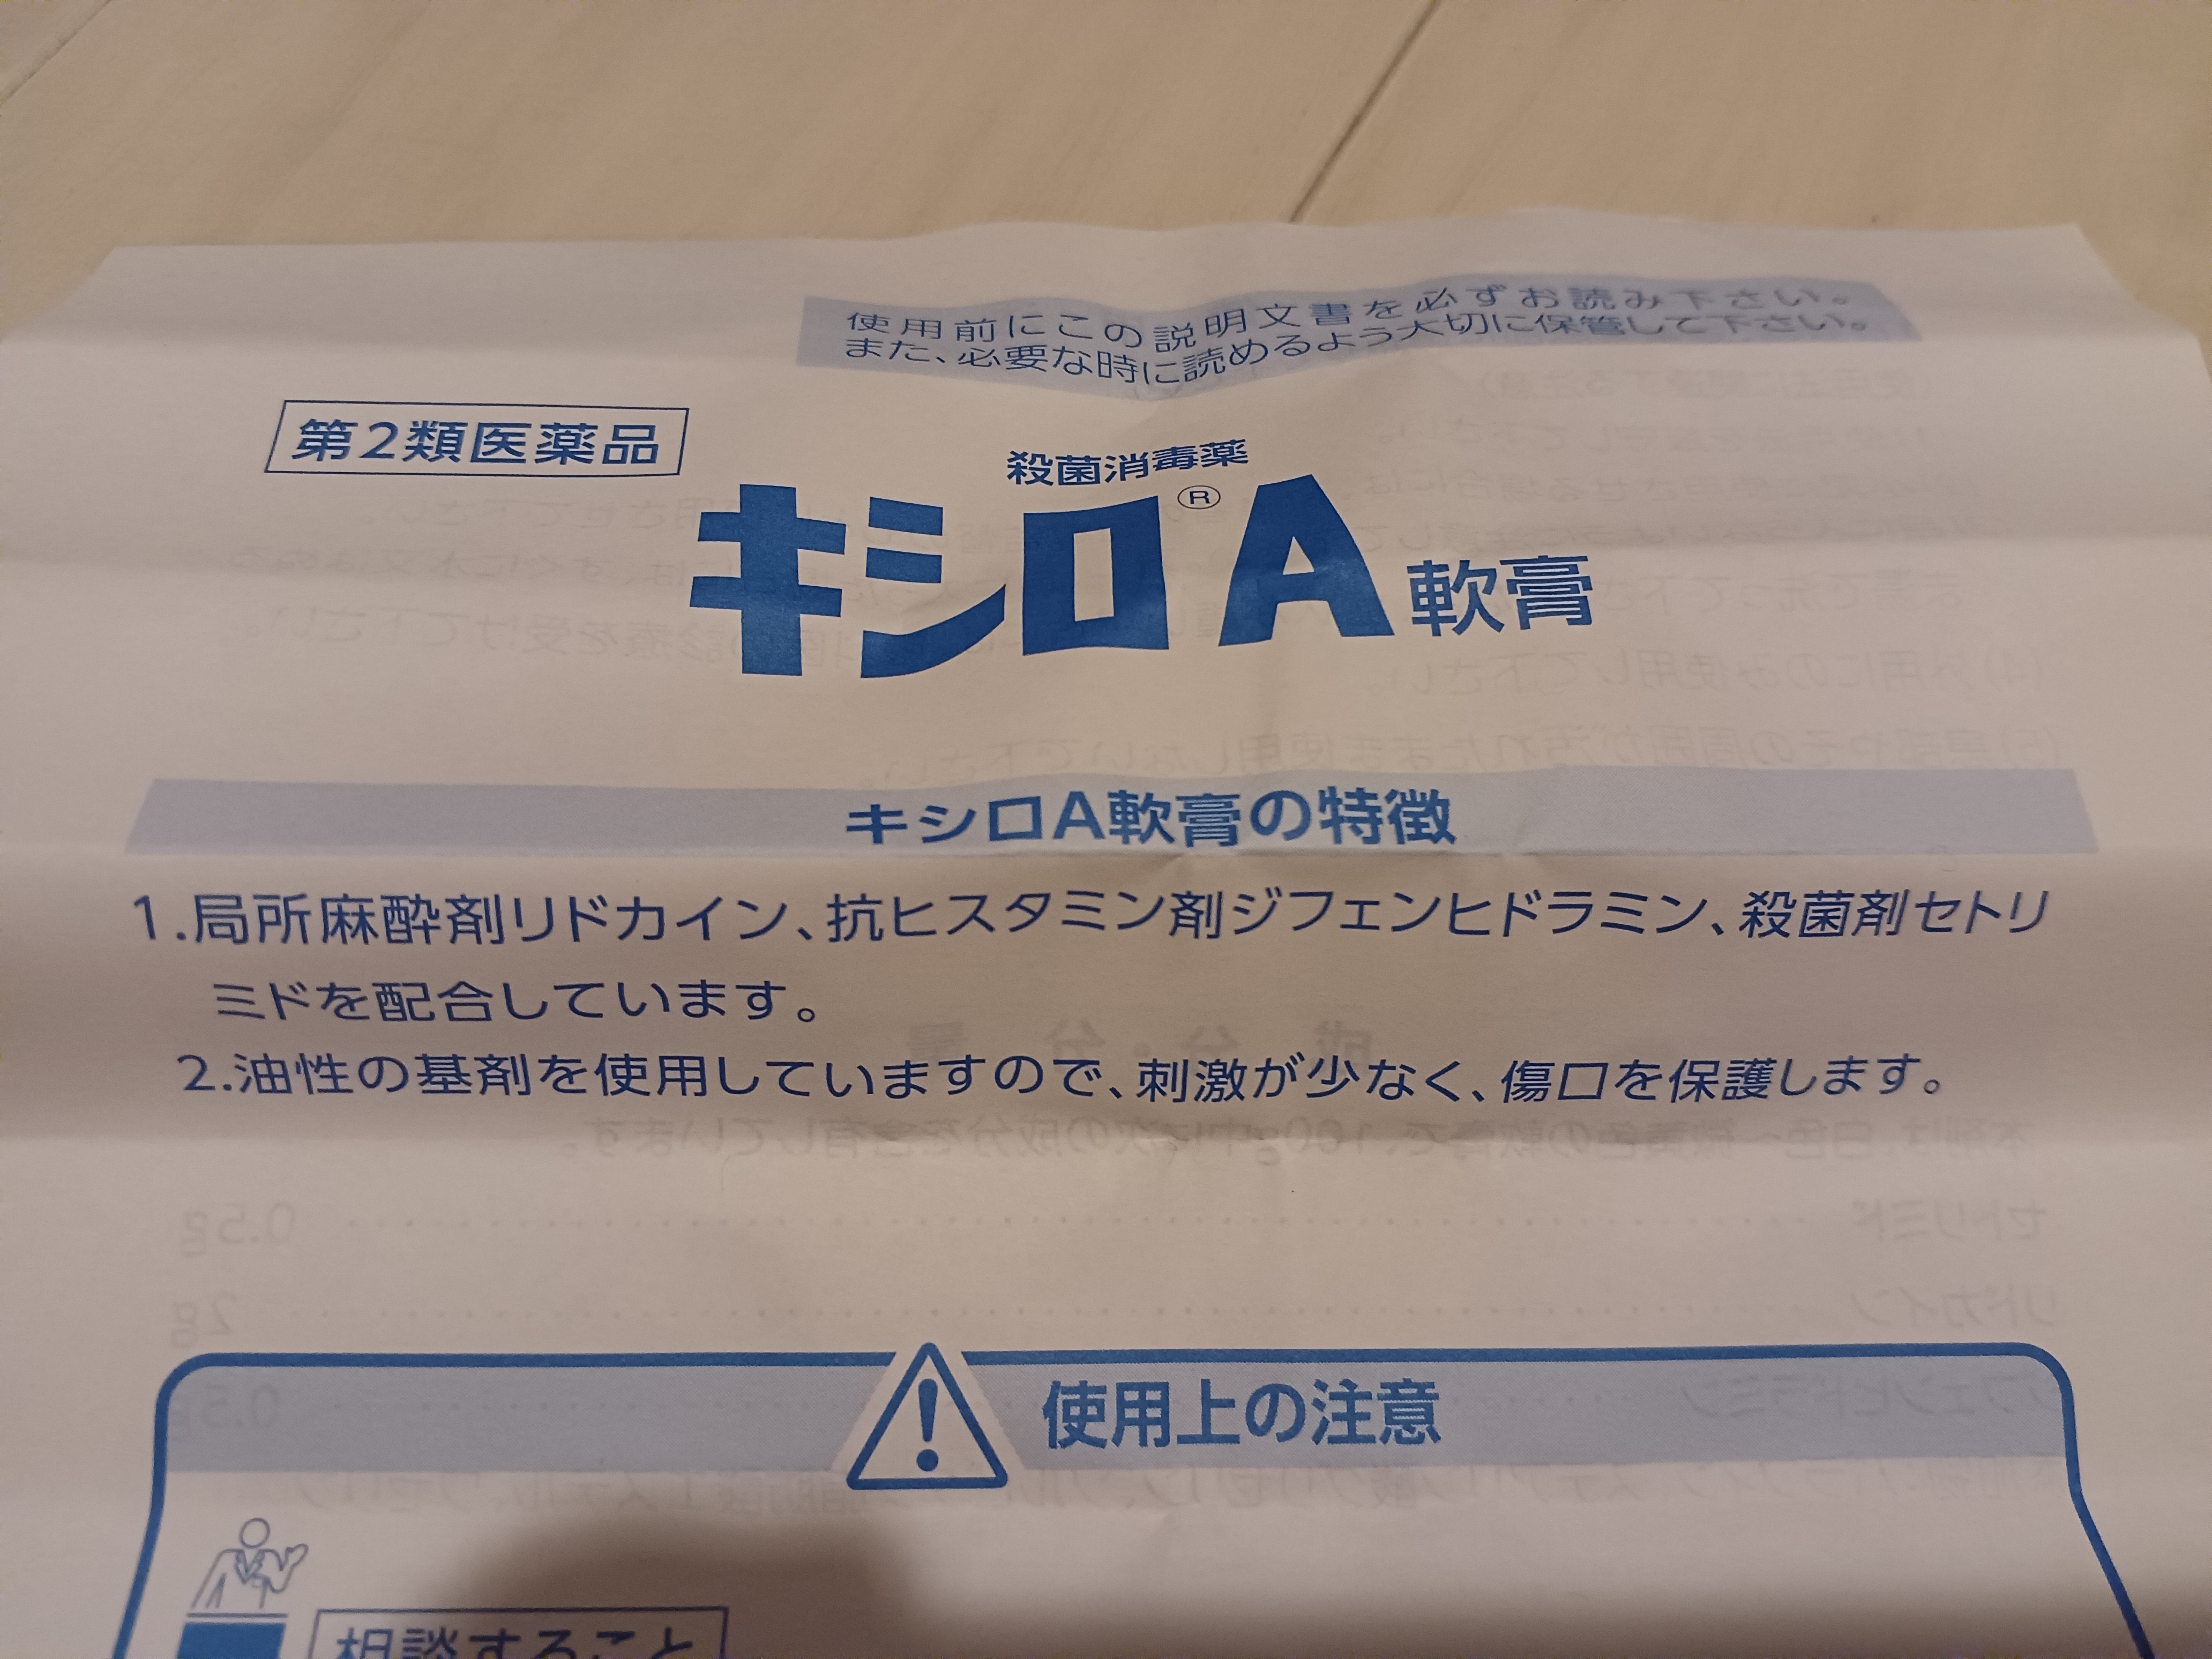 使用前にこの説明文書を必ずお読み下さい。
また、必要な時に読めるよう大切に保管して下さい。
第2類医薬品
殺菌消毒薬
キシロA®軟膏
キシロA軟膏の特徴
1.局所麻酔剤リドカイン、抗ヒスタミン剤ジフェンヒドラミン、殺菌剤セトリ
ミドを配合しています。
2.油性の基剤を使用していますので、刺激が少なく、傷口を保護します。
使用上の注意
相談すること